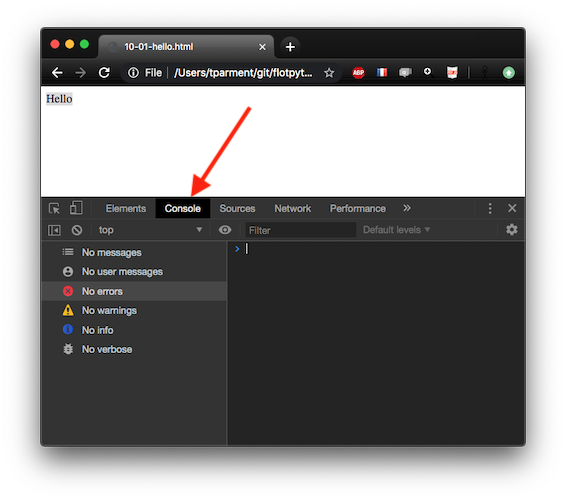 10-01-hello.html
File /Users/tparment/git/flotpyt...
ABP
Hello
Elements Console Sources Network Performance
top Filter Default levels
No messages
No user messages
No errors
No warnings
No info
No verbose